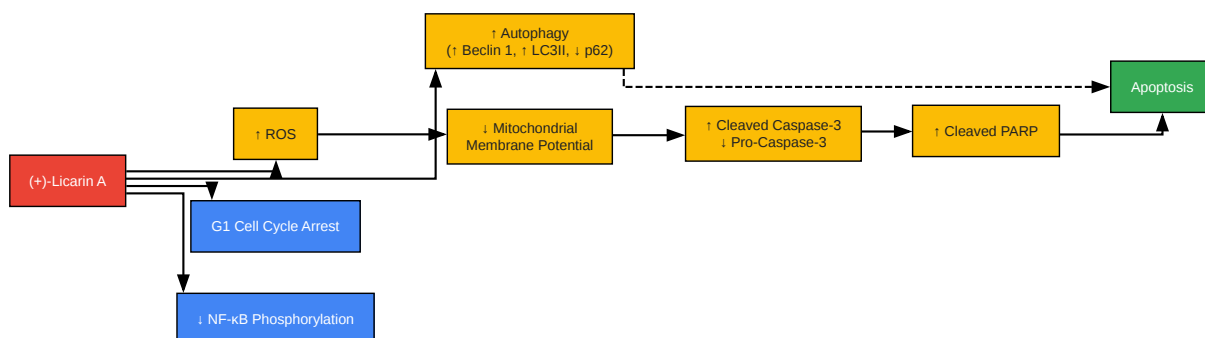 ↑ Autophagy
(↑ Beclin 1, ↑ LC3II, ↓ p62)
Apoptosis
↑ ROS
↓ Mitochondrial
Membrane Potential
↑ Cleaved Caspase-3
↓ Pro-Caspase-3
↑ Cleaved PARP
(+)-Licarin A
G1 Cell Cycle Arrest
↓ NF-κB Phosphorylation